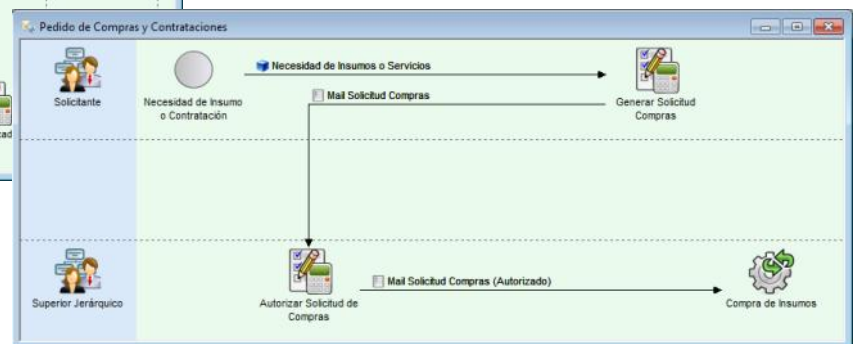 Pedido de Compras y Contrataciones
Necesidad de Insumos o Servicios
Solicitante
Necesidad de Insumo
o Contratación
Mail Solicitud Compras
Generar Solicitud
Compras
Superior Jerárquico
Autorizar Solicitud de
Compras
Mail Solicitud Compras (Autorizado)
Compra de Insumos